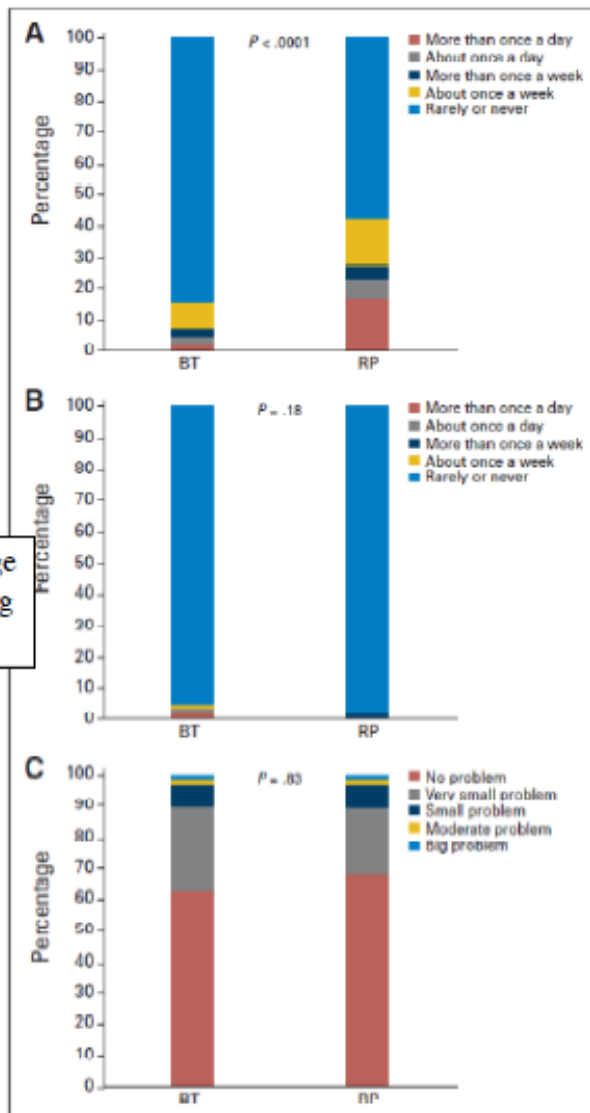 A
P < .0001
More than once a day
About once a day
More than once a week
About once a week
Rarely or never
Percentage
100
90
80
70
60
50
40
30
20
10
0
BT
RP
B
P = .18
More than once a day
About once a day
More than once a week
About once a week
Rarely or never
Percentage
100
90
80
70
60
50
40
30
20
10
0
BT
RP
C
P = .83
No problem
Very small problem
Small problem
Moderate problem
Big problem
Percentage
100
90
80
70
60
50
40
30
20
10
0
BT
RP